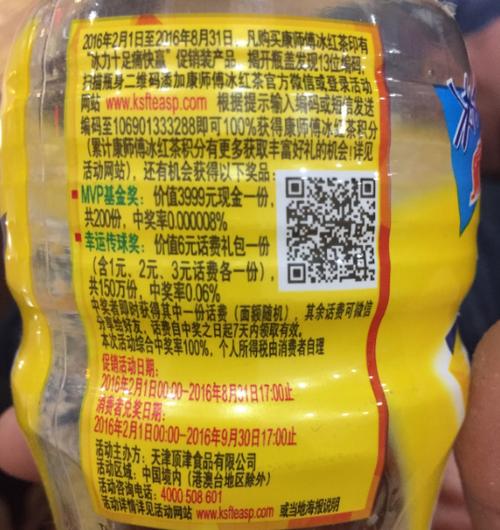 2016年2月1日至2016年8月31日，凡购买康师傅冰红茶印有
“冰力十足痛快赢”促销装产品，揭开瓶盖发现13位编码，
扫描瓶身二维码添加康师傅冰红茶官方微信或登录活动
网站 www.ksfteasp.com 根据提示输入编码或短信发送
编码至106901333288即可100%获得康师傅冰红茶积分
（累计康师傅冰红茶积分有更多获取丰富好礼的机会详见
活动网站），还有机会获得以下奖品：
MVP基金奖：价值3999元现金一份，
共200份，中奖率0.000008%
幸运传球奖：价值6元话费礼包一份
（含1元、2元、3元话费各一份），
共150万份，中奖率0.06%
中奖者即时获得其中一份话费（面额随机），其余话费可微信
分享给好友，话费自中奖之日起7天内领取有效。
本次活动综合中奖率100%，个人所得税由消费者自理
促销活动日期：
2016年2月1日00:00-2016年8月31日17:00止
消费者兑奖日期：
2016年2月1日00:00-2016年9月30日17:00止
活动主办方：天津顶津食品有限公司
活动区域：中国境内（港澳台地区除外）
活动咨询电话：4000 508 601
活动详情详见活动网站 www.ksfteasp.com 或当地海报说明